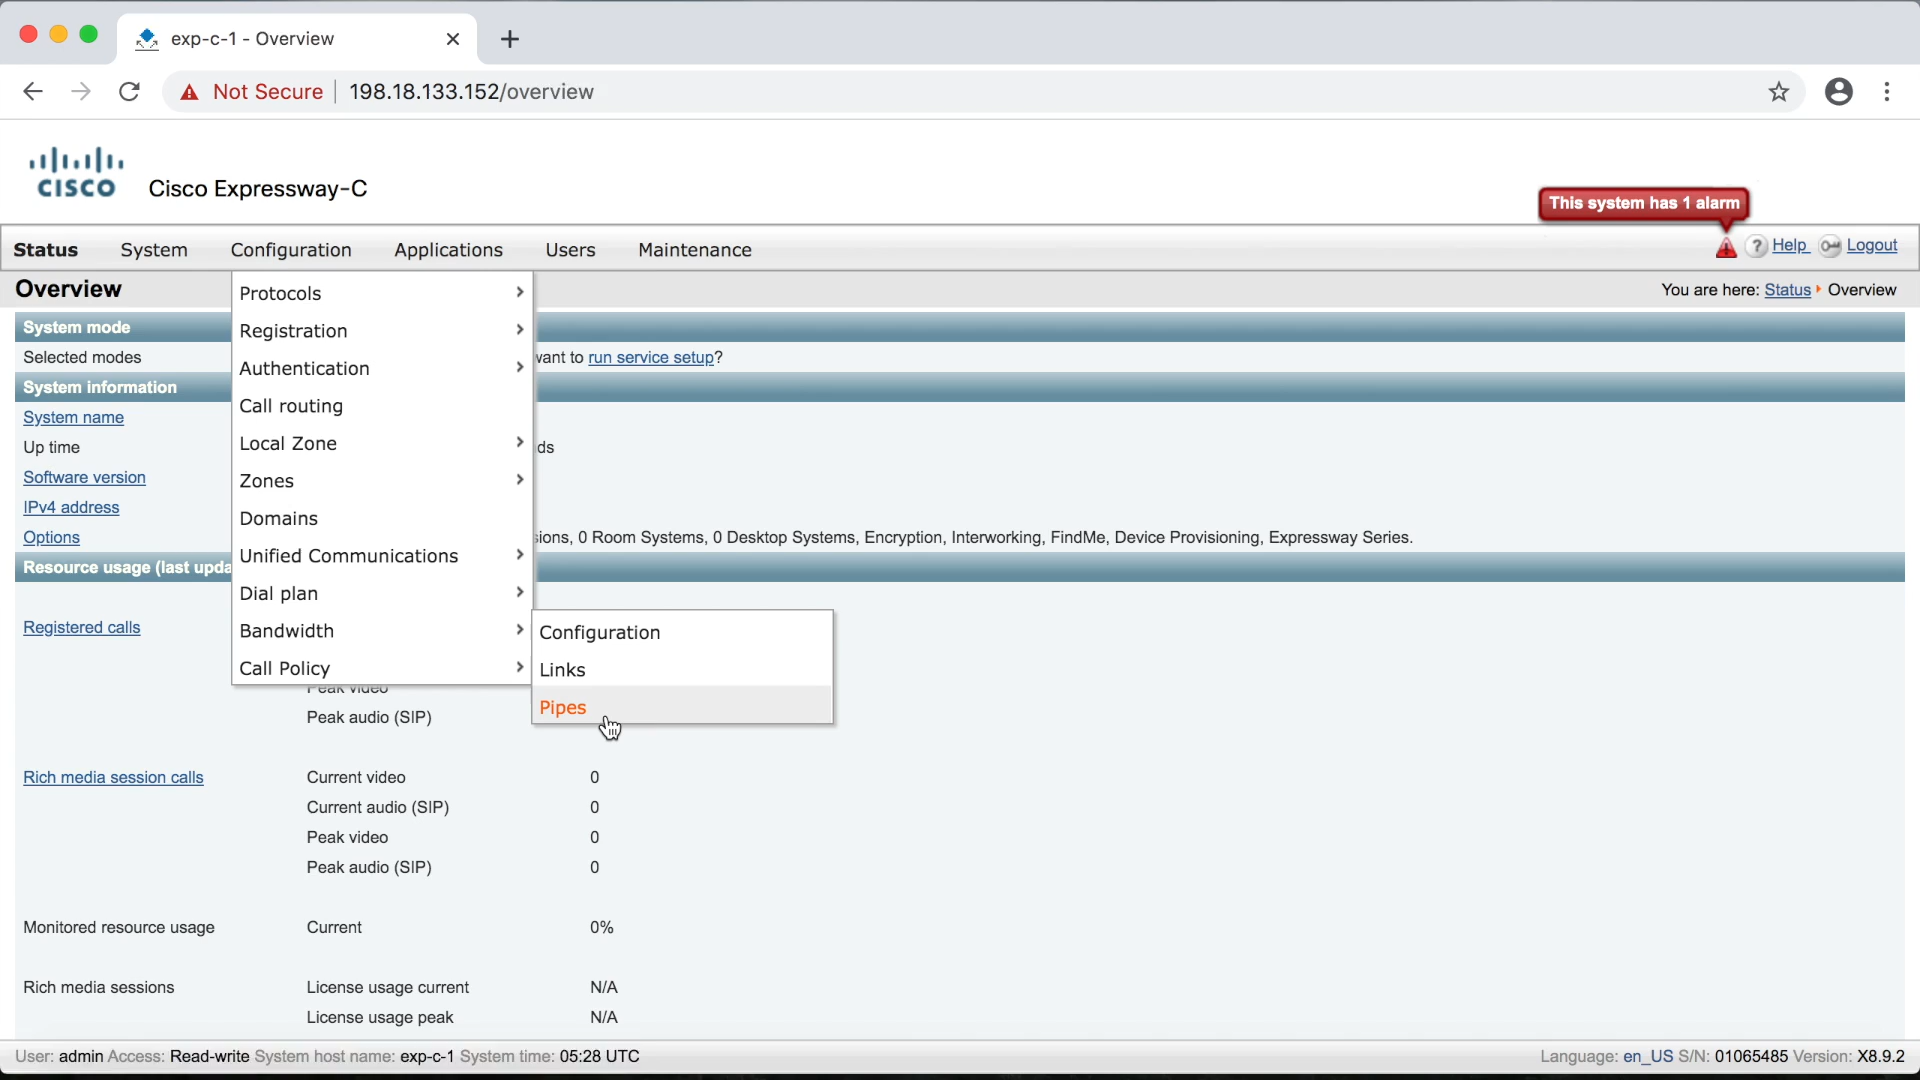 exp-c-1 - Overview
Not Secure
198.18.133.152/overview
CISCO
Cisco Expressway-C
This system has 1 alarm
Status
System
Configuration
Applications
Users
Maintenance
Help
Logout
Overview
You are here: Status Overview
System mode
Selected modes
want to run service setup?
System information
System name
Up time
ds
Software version
IPv4 address
Options
sions, 0 Room Systems, 0 Desktop Systems, Encryption, Interworking, FindMe, Device Provisioning, Expressway Series.
Resource usage (last upda
Protocols
Registration
Authentication
Call routing
Local Zone
Zones
Domains
Unified Communications
Dial plan
Bandwidth
Call Policy
Configuration
Links
Pipes
Registered calls
Peak video
Peak audio (SIP)
Rich media session calls
Current video 0
Current audio (SIP) 0
Peak video 0
Peak audio (SIP) 0
Monitored resource usage
Current 0%
Rich media sessions
License usage current N/A
License usage peak N/A
User: admin Access: Read-write System host name: exp-c-1 System time: 05:28 UTC
Language: en_US S/N: 01065485 Version: X8.9.2